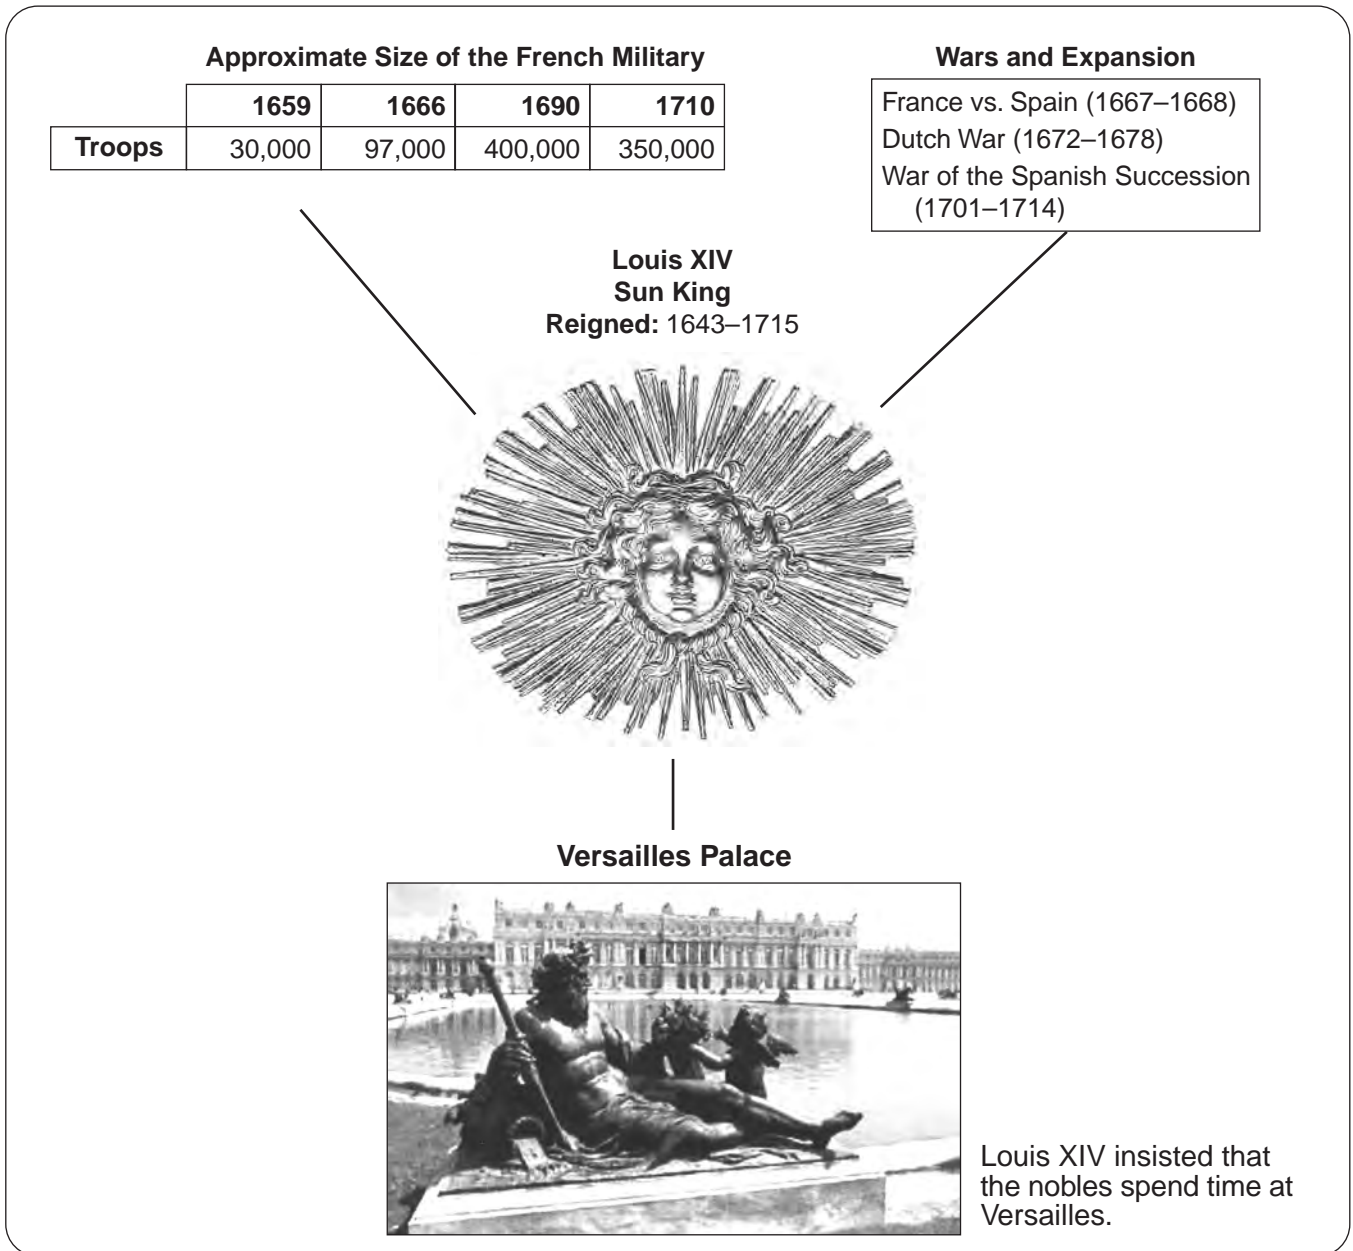 Approximate Size of the French Military
1659 1666 1690 1710
Troops 30,000 97,000 400,000 350,000
Wars and Expansion
France vs. Spain (1667–1668)
Dutch War (1672–1678)
War of the Spanish Succession
(1701–1714)
Louis XIV
Sun King
Reigned: 1643–1715
Versailles Palace
Louis XIV insisted that
the nobles spend time at
Versailles.